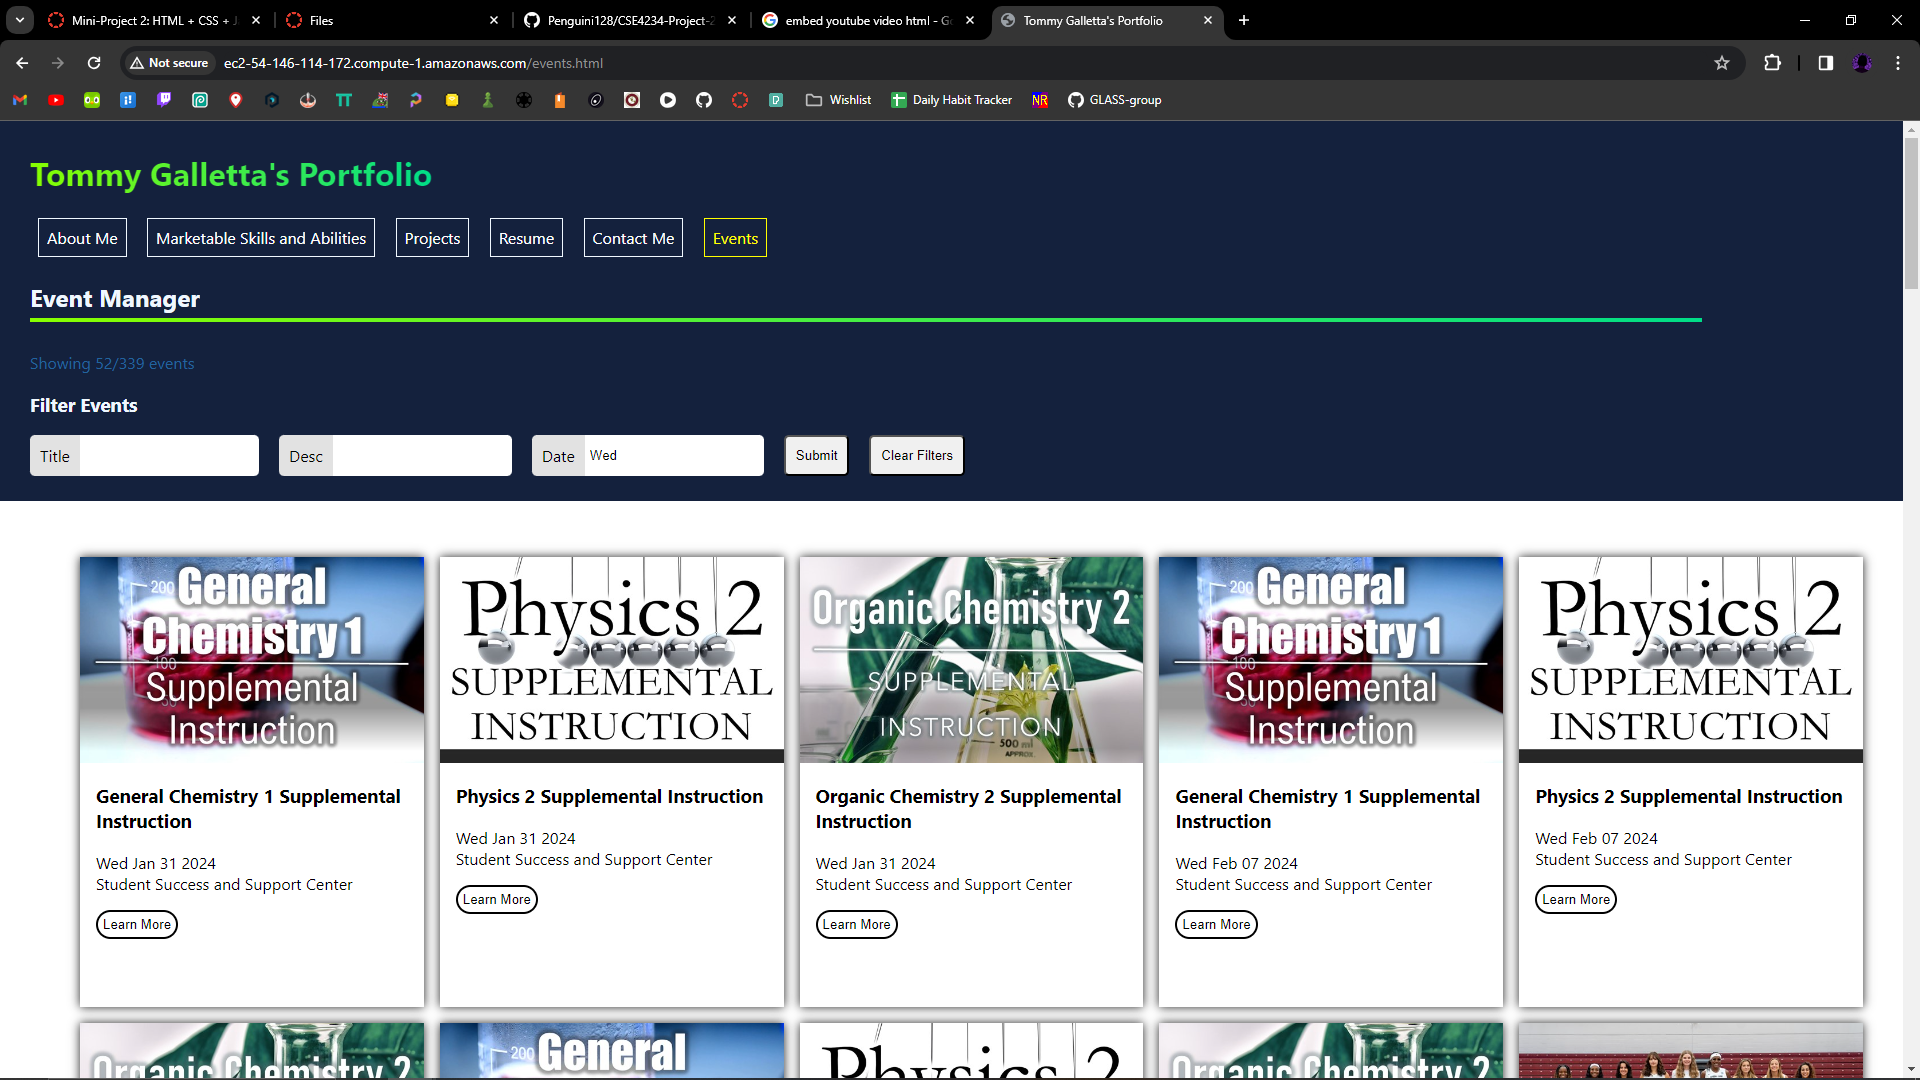 Mini-Project 2: HTML + CSS + J
Files
Penguini128/CSE4234-Project-2
embed youtube video html - Go
Tommy Galletta's Portfolio
Not secure
ec2-54-146-114-172.compute-1.amazonaws.com/events.html
Wishlist
Daily Habit Tracker
NR
GLASS-group
Tommy Galletta's Portfolio
About Me
Marketable Skills and Abilities
Projects
Resume
Contact Me
Events
Event Manager
Showing 52/339 events
Filter Events
Title
Desc
Date
Wed
Submit
Clear Filters
200
General
Chemistry 1
100
Supplemental
Instruction
Physics 2
SUPPLEMENTAL
INSTRUCTION
Organic Chemistry 2
SUPPLEMENTAL
INSTRUCTION
500 ml
APPROX.
200
General
Chemistry 1
100
Supplemental
Instruction
Physics 2
SUPPLEMENTAL
INSTRUCTION
General Chemistry 1 Supplemental
Instruction
Wed Jan 31 2024
Student Success and Support Center
Learn More
Physics 2 Supplemental Instruction
Wed Jan 31 2024
Student Success and Support Center
Learn More
Organic Chemistry 2 Supplemental
Instruction
Wed Jan 31 2024
Student Success and Support Center
Learn More
General Chemistry 1 Supplemental
Instruction
Wed Feb 07 2024
Student Success and Support Center
Learn More
Physics 2 Supplemental Instruction
Wed Feb 07 2024
Student Success and Support Center
Learn More
Organic Chemistry 2
200
General
Physics 2
Organic Chemistry 2